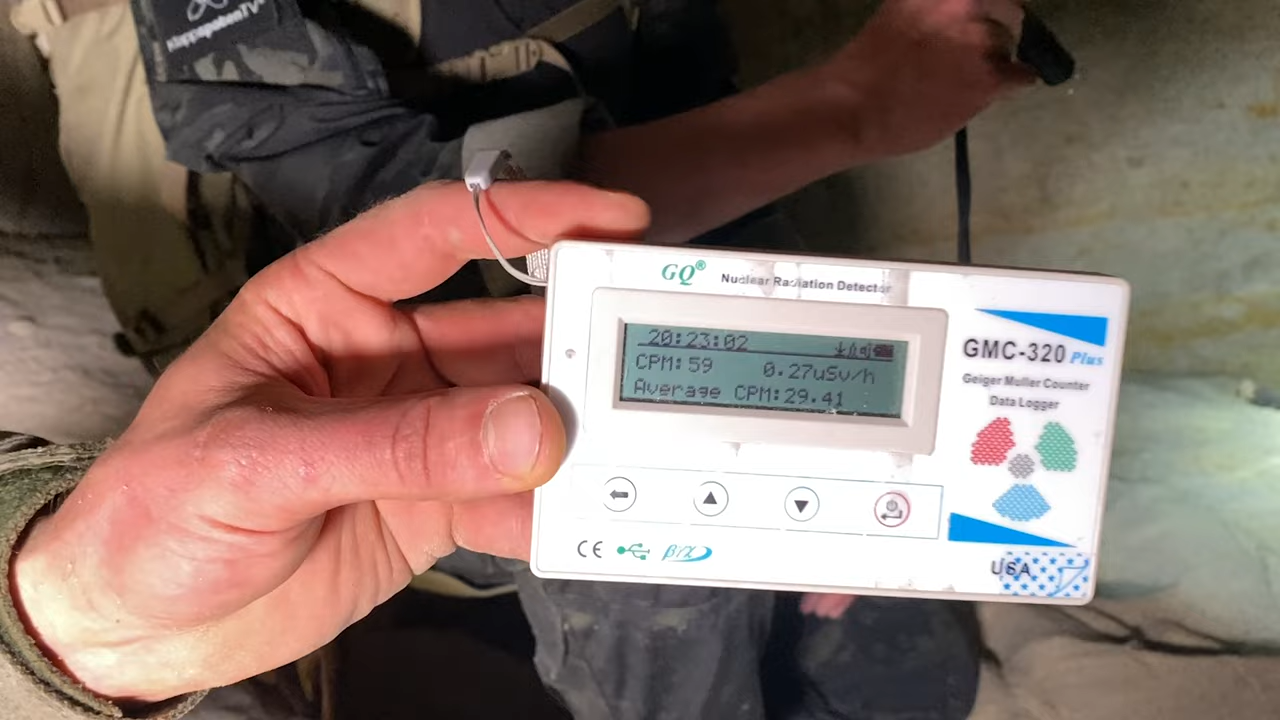 KlappspatenTV
GQ® Nuclear Radiation Detector
20:23:02
CPM:59 0.27uSv/h
Average CPM:29.41
GMC-320 Plus
Geiger Muller Counter
Data Logger
CE β/γ/χ
USA